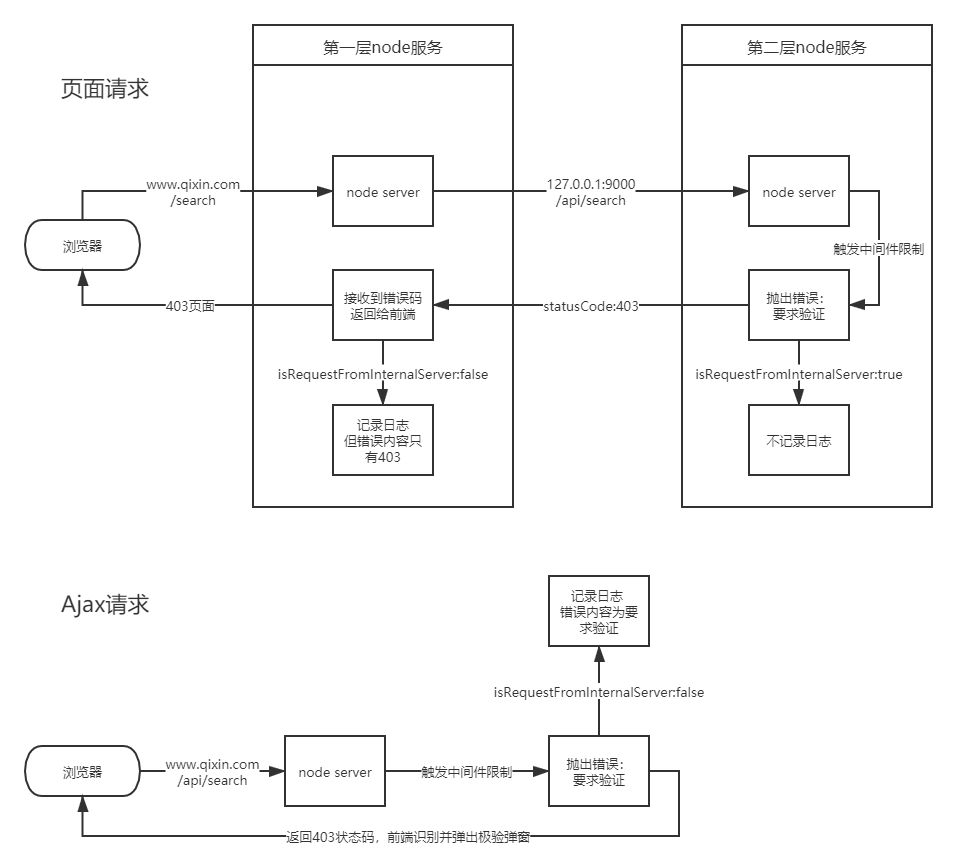 第一层node服务
第二层node服务
页面请求
www.qixin.com
/search
node server
127.0.0.1:9000
/api/search
node server
浏览器
触发中间件限制
403页面
接收到错误码
返回给前端
statusCode:403
抛出错误：
要求验证
isRequestFromInternalServer:false
isRequestFromInternalServer:true
记录日志
但错误内容只
有403
不记录日志
Ajax请求
记录日志
错误内容为要
求验证
isRequestFromInternalServer:false
浏览器
www.qixin.com
/api/search
node server
触发中间件限制
抛出错误：
要求验证
返回403状态码，前端识别并弹出极验弹窗